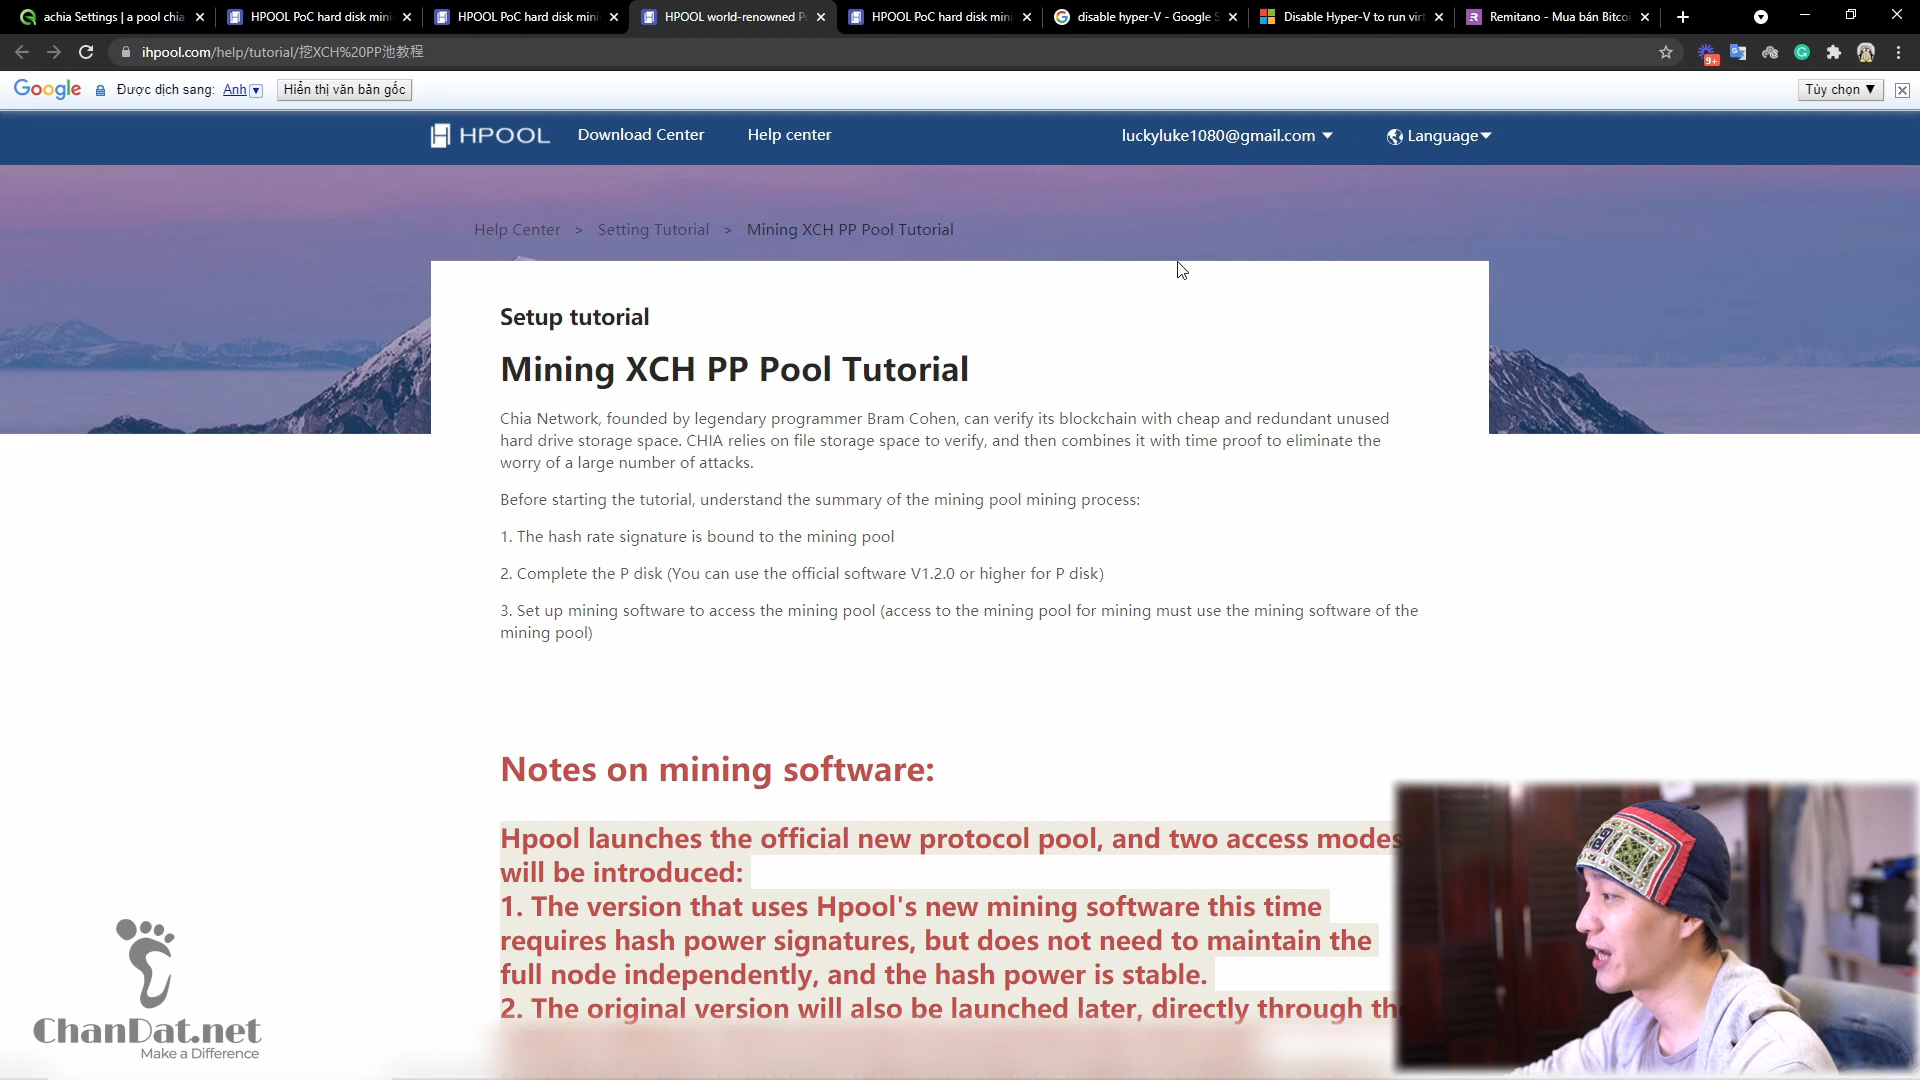 achia Settings | a pool chia
HPOOL PoC hard disk mini
HPOOL PoC hard disk mini
HPOOL world-renowned P
HPOOL PoC hard disk mini
disable hyper-V - Google S
Disable Hyper-V to run virt
Remitano - Mua bán Bitco
ihpool.com/help/tutorial/挖XCH%20PP池教程
9+
Google Được dịch sang: Anh Hiển thị văn bản gốc Tùy chọn ▼
HPOOL Download Center Help center luckyluke1080@gmail.com Language
Help Center > Setting Tutorial > Mining XCH PP Pool Tutorial
Setup tutorial
Mining XCH PP Pool Tutorial
Chia Network, founded by legendary programmer Bram Cohen, can verify its blockchain with cheap and redundant unused
hard drive storage space. CHIA relies on file storage space to verify, and then combines it with time proof to eliminate the
worry of a large number of attacks.
Before starting the tutorial, understand the summary of the mining pool mining process:
1. The hash rate signature is bound to the mining pool
2. Complete the P disk (You can use the official software V1.2.0 or higher for P disk)
3. Set up mining software to access the mining pool (access to the mining pool for mining must use the mining software of the
mining pool)
Notes on mining software:
Hpool launches the official new protocol pool, and two access modes
will be introduced:
1. The version that uses Hpool's new mining software this time
requires hash power signatures, but does not need to maintain the
full node independently, and the hash power is stable.
2. The original version will also be launched later, directly through
ChanDat.net
Make a Difference